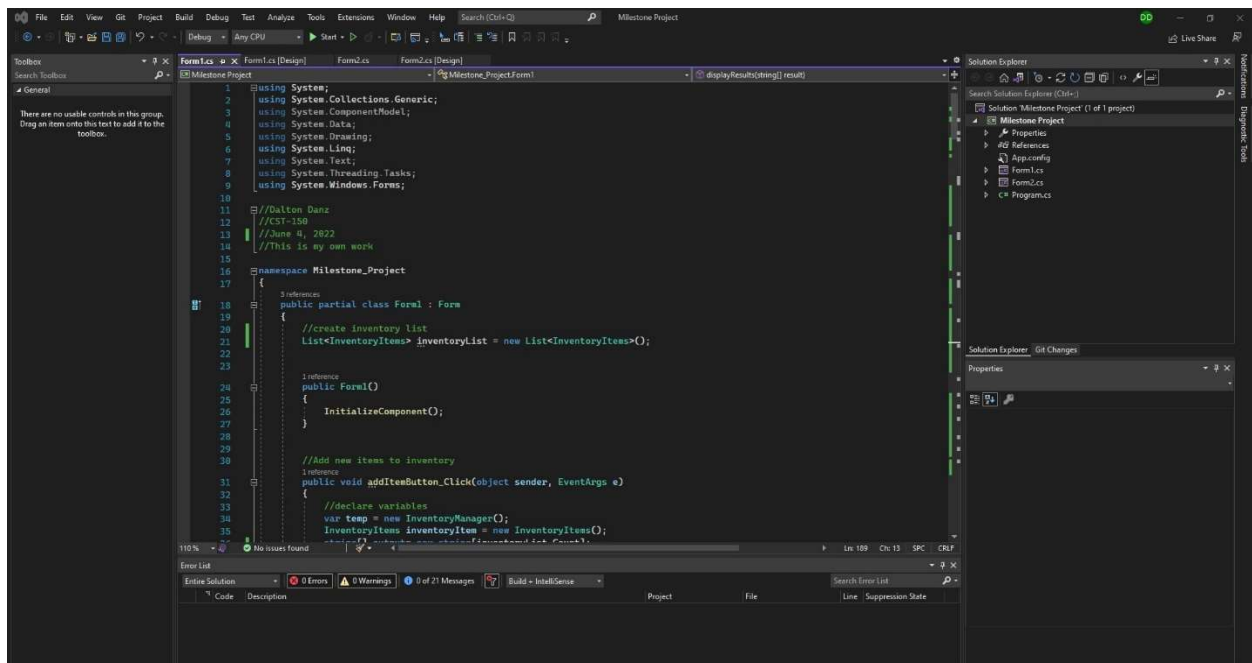 File Edit View Git Project Build Debug Test Analyze Tools Extensions Window Help Search (Ctrl+Q) Milestone Project DD
Debug Any CPU Start Live Share
Toolbox
Search Toolbox
General
There are no usable controls in this group.
Drag an item onto this text to add it to the
toolbox.
Form1.cs Form1.cs [Design] Form2.cs Form2.cs [Design]
Milestone Project Milestone_Project.Form1 displayResults(string[] result)
1 using System;
2 using System.Collections.Generic;
3 using System.ComponentModel;
4 using System.Data;
5 using System.Drawing;
6 using System.Linq;
7 using System.Text;
8 using System.Threading.Tasks;
9 using System.Windows.Forms;
10
11 //Dalton Danz
12 //CST-150
13 //June 4, 2022
14 //This is my own work
15
16 namespace Milestone_Project
17 {
3 references
18 public partial class Form1 : Form
19 {
20 //create inventory list
21 List<InventoryItems> inventoryList = new List<InventoryItems>();
22
23
1 reference
24 public Form1()
25 {
26 InitializeComponent();
27 }
28
29
30 //Add new items to inventory
1 reference
31 public void addItemButton_Click(object sender, EventArgs e)
32 {
33 //declare variables
34 var temp = new InventoryManager();
35 InventoryItems inventoryItem = new InventoryItems();
110% No issues found Ln: 189 Ch: 13 SPC CRLF
Error List
Entire Solution 0 Errors 0 Warnings 0 of 21 Messages Build + IntelliSense Search Error List
Code Description Project File Line Suppression State
Solution Explorer
Search Solution Explorer (Ctrl+;)
Solution 'Milestone Project' (1 of 1 project)
Milestone Project
Properties
References
App.config
Form1.cs
Form2.cs
C# Program.cs
Solution Explorer Git Changes
Properties
Notifications
Diagnostic Tools